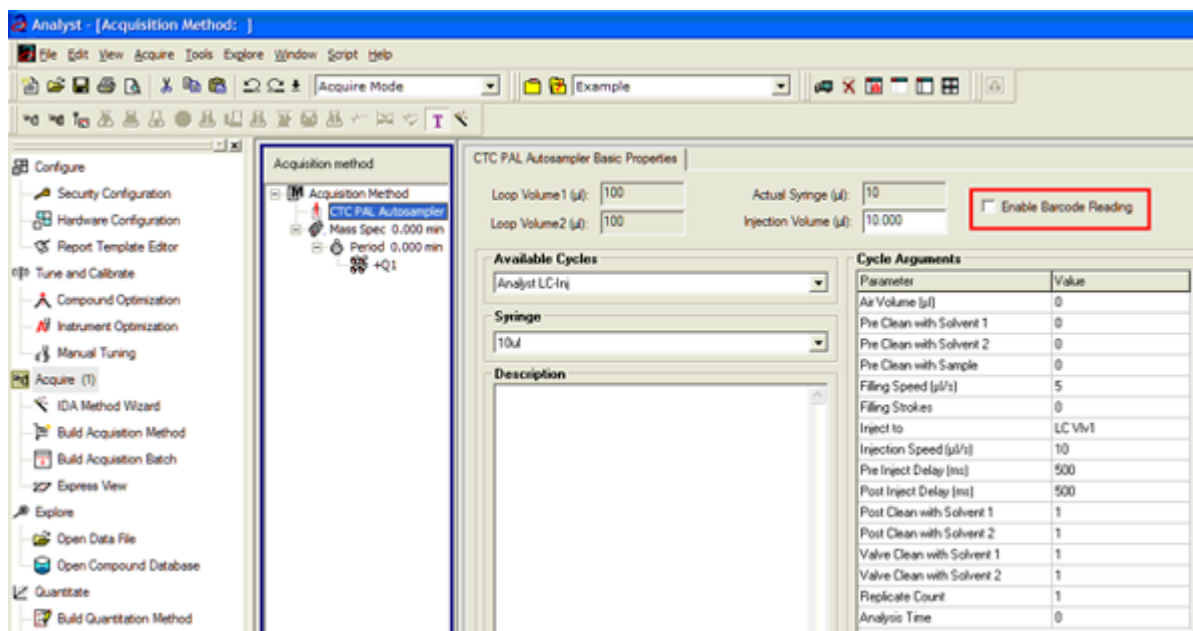 Analyst - [Acquisition Method: ]
File Edit View Acquire Tools Explore Window Script Help
Acquire Mode
Example
Configure
Security Configuration
Hardware Configuration
Report Template Editor
Tune and Calibrate
Compound Optimization
Instrument Optimization
Manual Tuning
Acquire (1)
IDA Method Wizard
Build Acquisition Method
Build Acquisition Batch
Express View
Explore
Open Data File
Open Compound Database
Quantitate
Build Quantitation Method
Acquisition method
Acquisition Method
CTC PAL Autosampler
Mass Spec 0.000 min
Period 0.000 min
+Q1
CTC PAL Autosampler Basic Properties
Loop Volume1 (µl): 100
Actual Syringe (µl): 10
Loop Volume2 (µl): 100
Injection Volume (µl): 10.000
Enable Barcode Reading
Available Cycles
Analyst LC-Inj
Syringe
10ul
Description
Cycle Arguments
Parameter Value
Air Volume (µl) 0
Pre Clean with Solvent 1 0
Pre Clean with Solvent 2 0
Pre Clean with Sample 0
Filling Speed (µl/s) 5
Filling Strokes 0
Inject to LC Vlv1
Injection Speed (µl/s) 10
Pre Inject Delay (ms) 500
Post Inject Delay (ms) 500
Post Clean with Solvent 1 1
Post Clean with Solvent 2 1
Valve Clean with Solvent 1 1
Valve Clean with Solvent 2 1
Replicate Count 1
Analysis Time 0